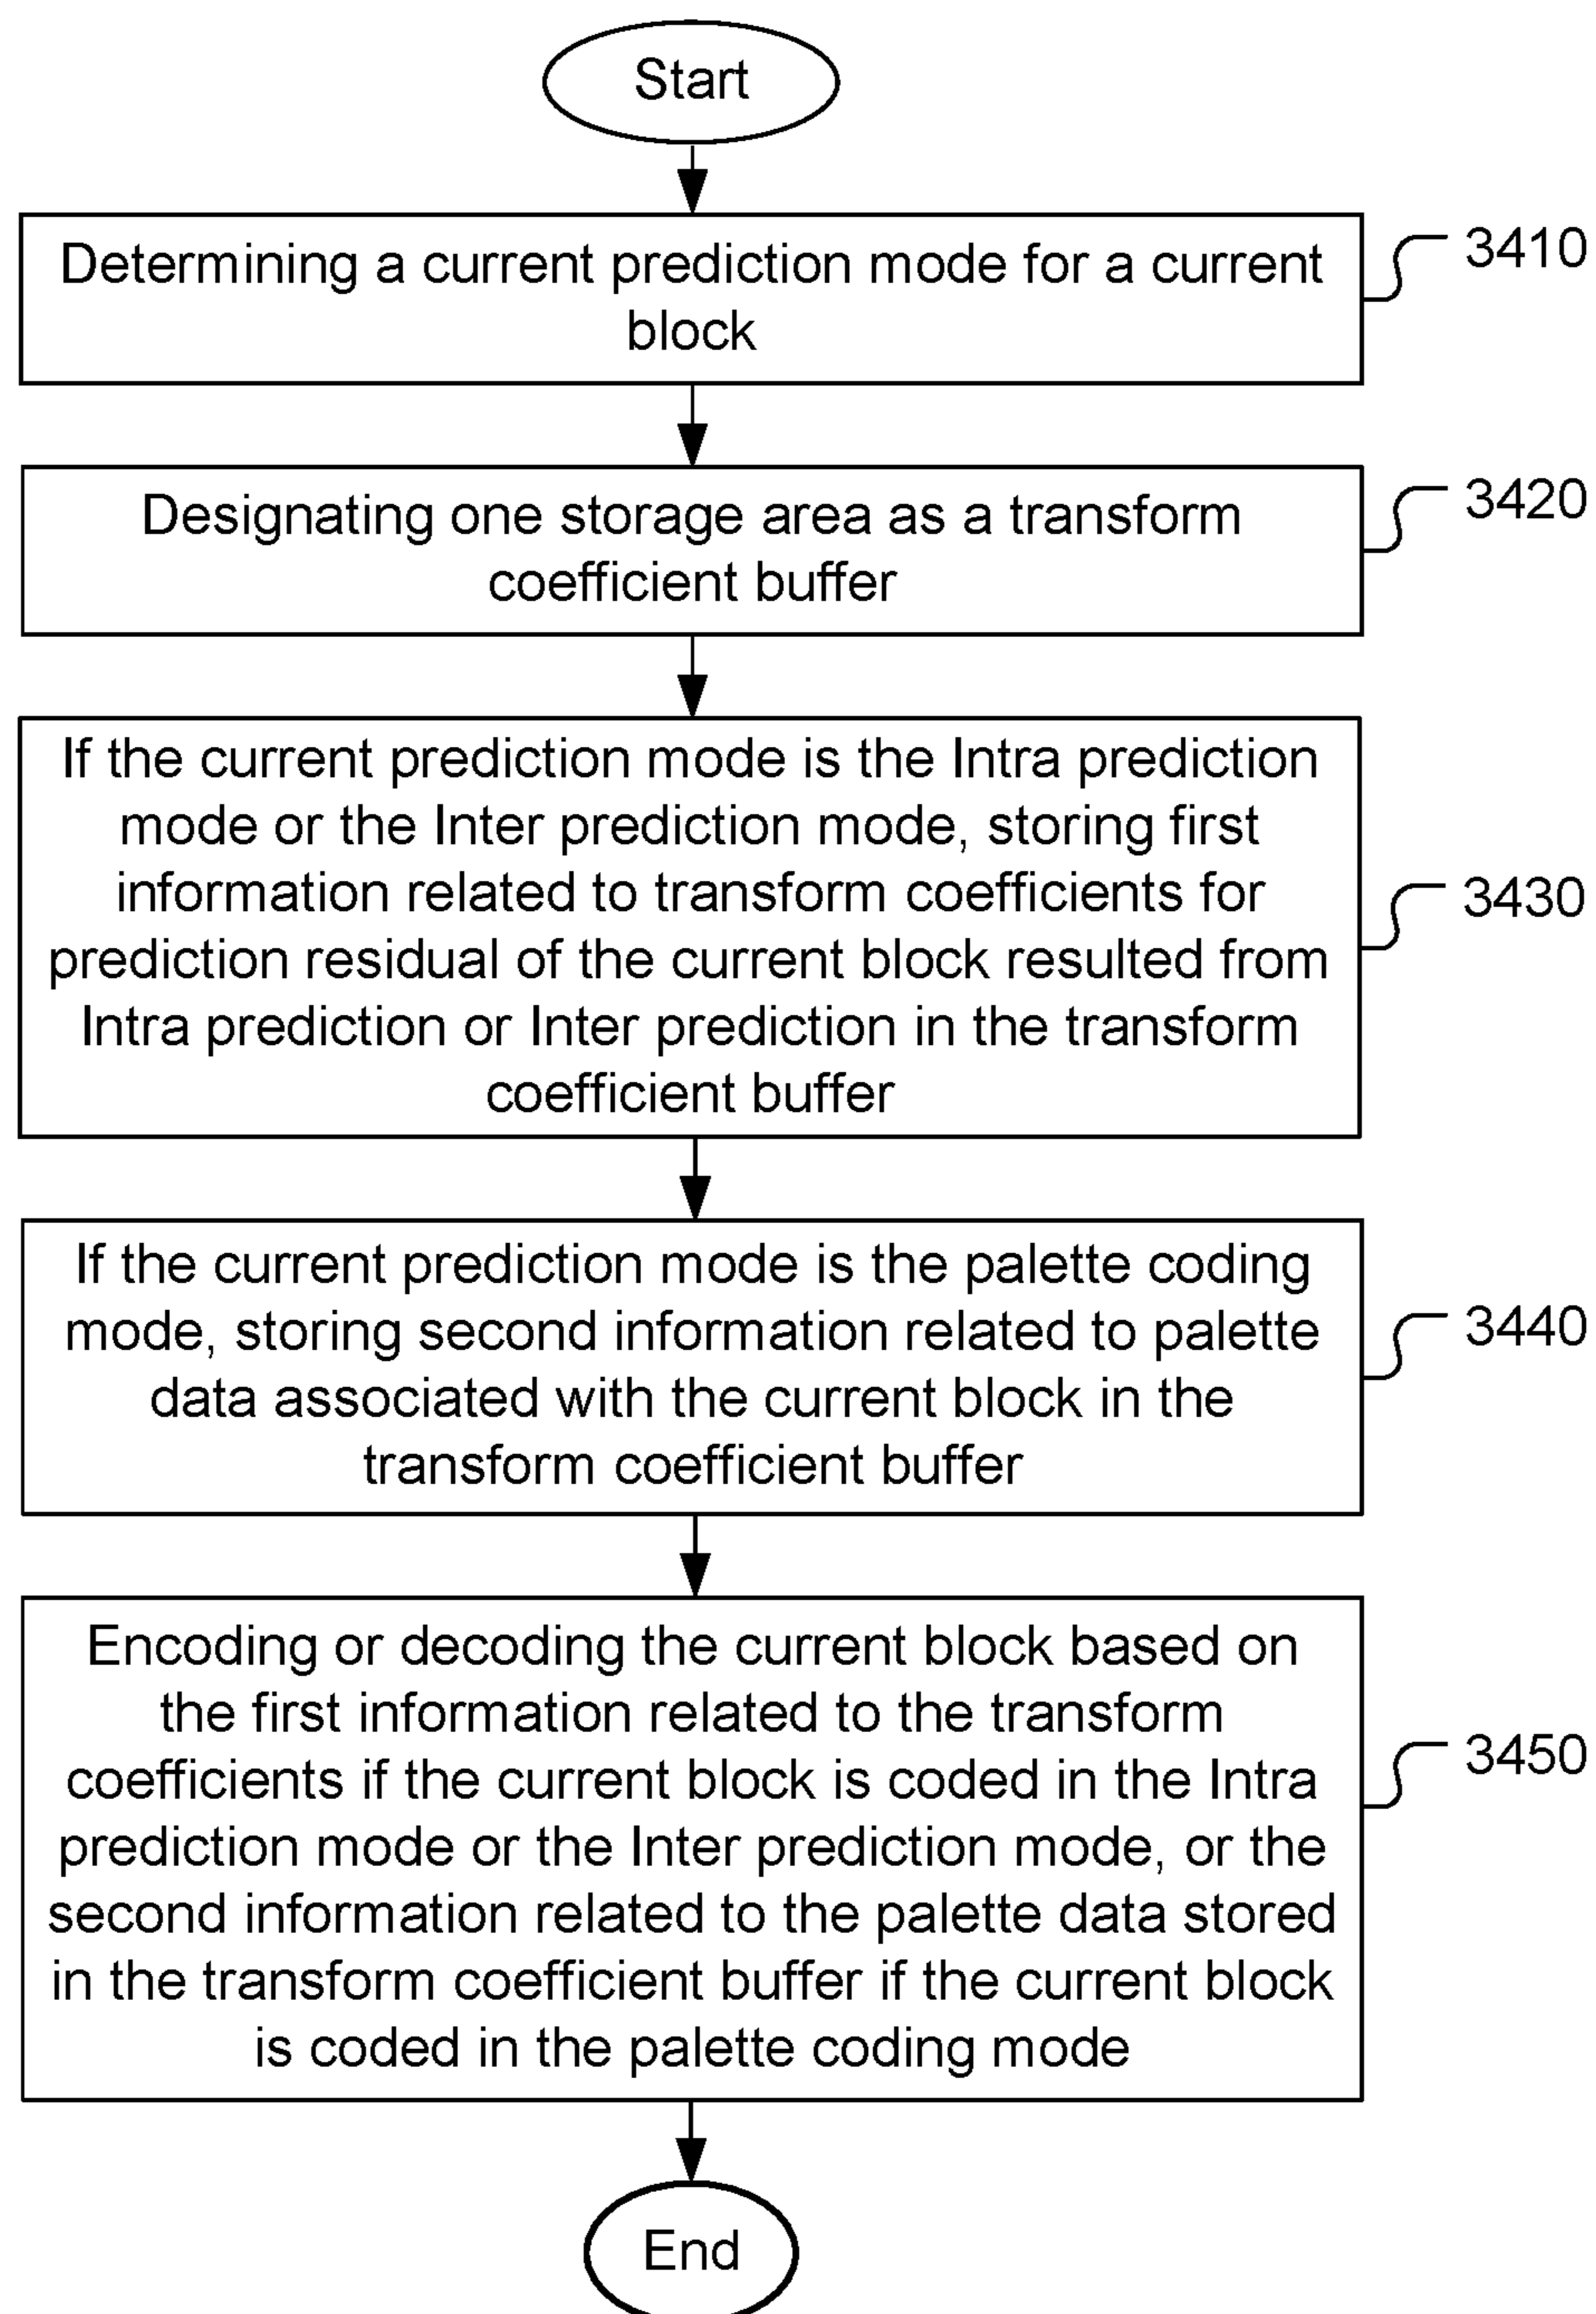 Start
Determining a current prediction mode for a current
block
3410
Designating one storage area as a transform
coefficient buffer
3420
If the current prediction mode is the Intra prediction
mode or the Inter prediction mode, storing first
information related to transform coefficients for
prediction residual of the current block resulted from
Intra prediction or Inter prediction in the transform
coefficient buffer
3430
If the current prediction mode is the palette coding
mode, storing second information related to palette
data associated with the current block in the
transform coefficient buffer
3440
Encoding or decoding the current block based on
the first information related to the transform
coefficients if the current block is coded in the Intra
prediction mode or the Inter prediction mode, or the
second information related to the palette data stored
in the transform coefficient buffer if the current block
is coded in the palette coding mode
3450
End